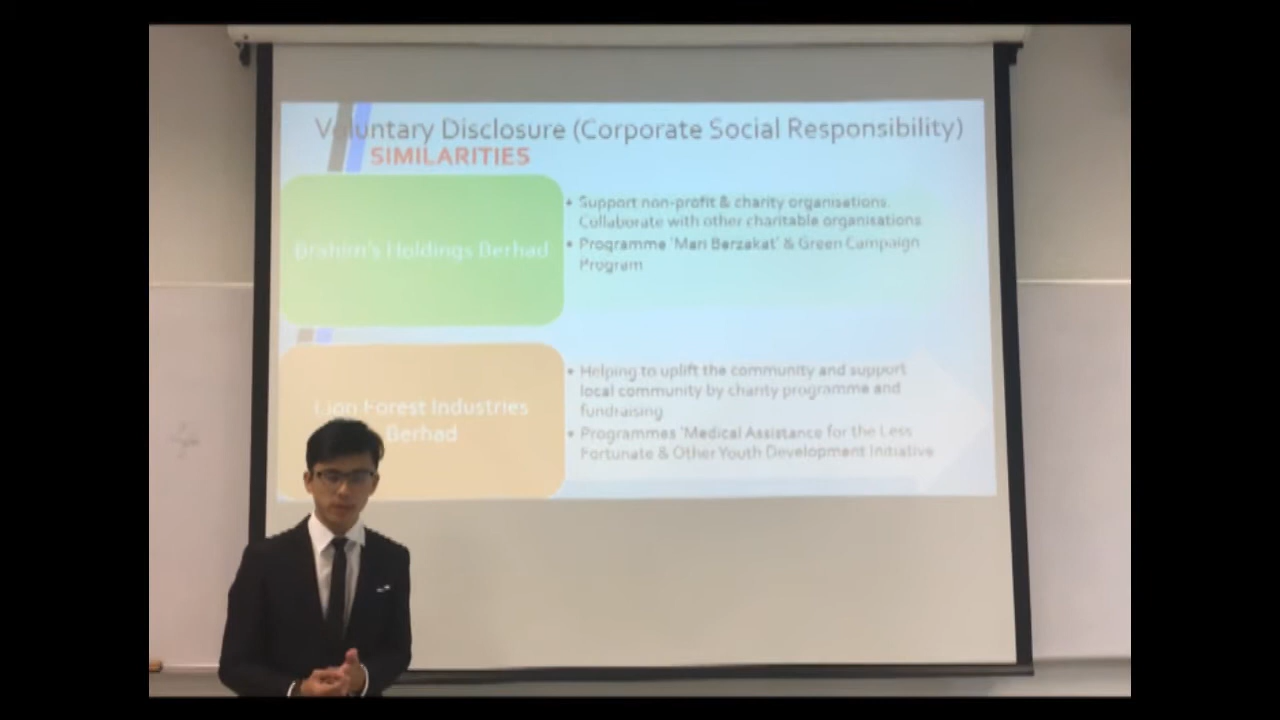 Voluntary Disclosure (Corporate Social Responsibility)
SIMILARITIES
Brahim's Holdings Berhad
• Support non-profit & charity organisations.
Collaborate with other charitable organisations
• Programme 'Mari Berzakat' & Green Campaign
Program
Lion Forest Industries
Berhad
• Helping to uplift the community and support
local community by charity programme and
fundraising
• Programmes 'Medical Assistance for the Less
Fortunate & Other Youth Development Initiative